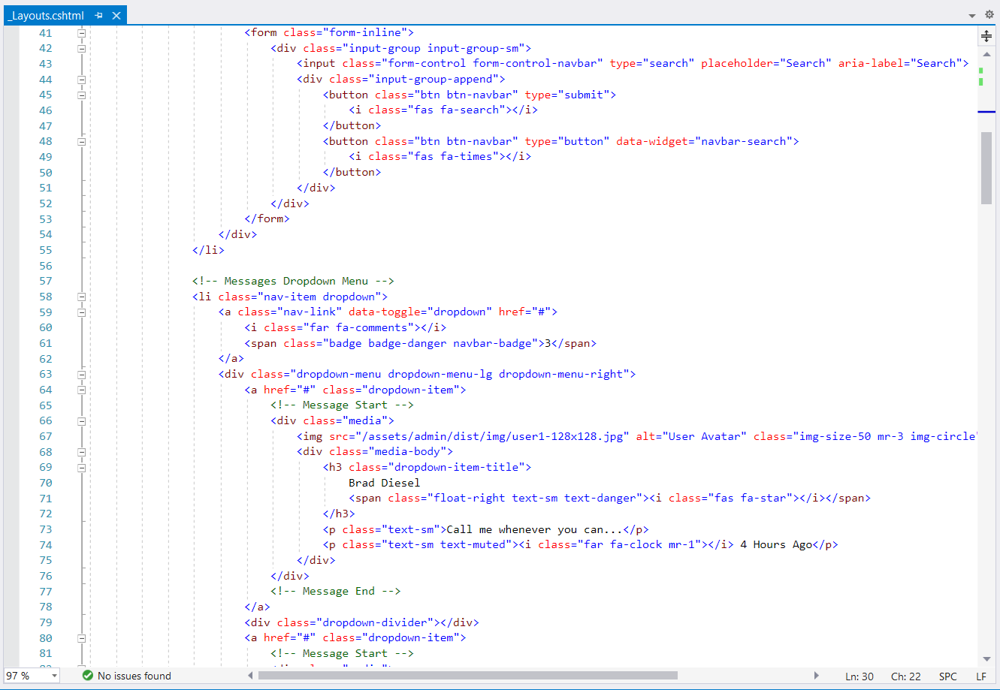 _Layouts.cshtml
41 <form class="form-inline">
42 <div class="input-group input-group-sm">
43 <input class="form-control form-control-navbar" type="search" placeholder="Search" aria-label="Search">
44 <div class="input-group-append">
45 <button class="btn btn-navbar" type="submit">
46 <i class="fas fa-search"></i>
47 </button>
48 <button class="btn btn-navbar" type="button" data-widget="navbar-search">
49 <i class="fas fa-times"></i>
50 </button>
51 </div>
52 </div>
53 </form>
54 </div>
55 </li>
56
57 <!-- Messages Dropdown Menu -->
58 <li class="nav-item dropdown">
59 <a class="nav-link" data-toggle="dropdown" href="#">
60 <i class="far fa-comments"></i>
61 <span class="badge badge-danger navbar-badge">3</span>
62 </a>
63 <div class="dropdown-menu dropdown-menu-lg dropdown-menu-right">
64 <a href="#" class="dropdown-item">
65 <!-- Message Start -->
66 <div class="media">
67 <img src="/assets/admin/dist/img/user1-128x128.jpg" alt="User Avatar" class="img-size-50 mr-3 img-circle"
68 <div class="media-body">
69 <h3 class="dropdown-item-title">
70 Brad Diesel
71 <span class="float-right text-sm text-danger"><i class="fas fa-star"></i></span>
72 </h3>
73 <p class="text-sm">Call me whenever you can...</p>
74 <p class="text-sm text-muted"><i class="far fa-clock mr-1"></i> 4 Hours Ago</p>
75 </div>
76 </div>
77 <!-- Message End -->
78 </a>
79 <div class="dropdown-divider"></div>
80 <a href="#" class="dropdown-item">
81 <!-- Message Start -->
97 % No issues found Ln: 30 Ch: 22 SPC LF